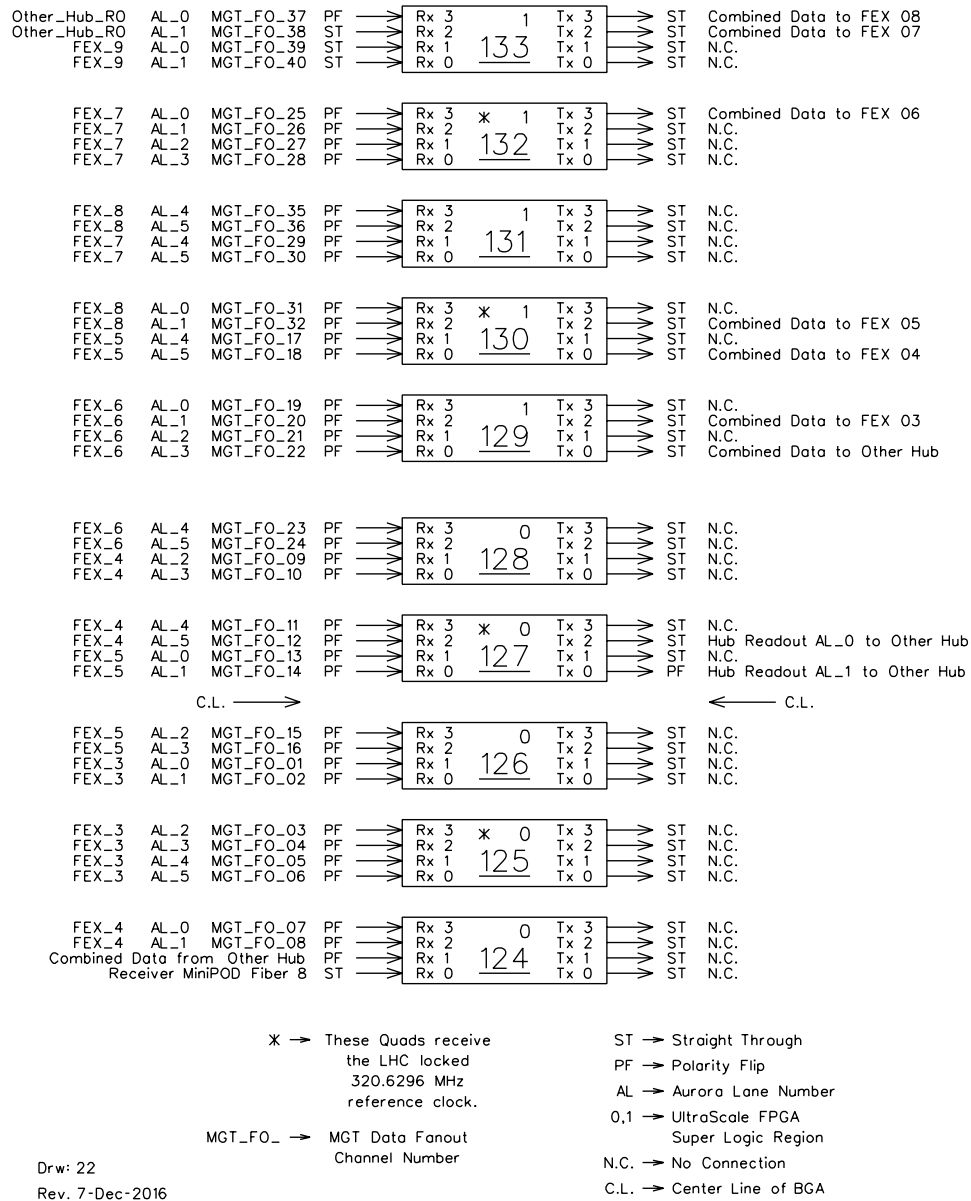 Other_Hub_RO AL_0 MGT_FO_37 PF Rx 3 1 Tx 3 ST Combined Data to FEX 08
Other_Hub_RO AL_1 MGT_FO_38 ST Rx 2 Tx 2 ST Combined Data to FEX 07
FEX_9 AL_0 MGT_FO_39 ST Rx 1 133 Tx 1 ST N.C.
FEX_9 AL_1 MGT_FO_40 ST Rx 0 Tx 0 ST N.C.
FEX_7 AL_0 MGT_FO_25 PF Rx 3 * 1 Tx 3 ST Combined Data to FEX 06
FEX_7 AL_1 MGT_FO_26 PF Rx 2 Tx 2 ST N.C.
FEX_7 AL_2 MGT_FO_27 PF Rx 1 132 Tx 1 ST N.C.
FEX_7 AL_3 MGT_FO_28 PF Rx 0 Tx 0 ST N.C.
FEX_8 AL_4 MGT_FO_35 PF Rx 3 1 Tx 3 ST N.C.
FEX_8 AL_5 MGT_FO_36 PF Rx 2 Tx 2 ST N.C.
FEX_7 AL_4 MGT_FO_29 PF Rx 1 131 Tx 1 ST N.C.
FEX_7 AL_5 MGT_FO_30 PF Rx 0 Tx 0 ST N.C.
FEX_8 AL_0 MGT_FO_31 PF Rx 3 * 1 Tx 3 ST N.C.
FEX_8 AL_1 MGT_FO_32 PF Rx 2 Tx 2 ST Combined Data to FEX 05
FEX_5 AL_4 MGT_FO_17 PF Rx 1 130 Tx 1 ST N.C.
FEX_5 AL_5 MGT_FO_18 PF Rx 0 Tx 0 ST Combined Data to FEX 04
FEX_6 AL_0 MGT_FO_19 PF Rx 3 1 Tx 3 ST N.C.
FEX_6 AL_1 MGT_FO_20 PF Rx 2 Tx 2 ST Combined Data to FEX 03
FEX_6 AL_2 MGT_FO_21 PF Rx 1 129 Tx 1 ST N.C.
FEX_6 AL_3 MGT_FO_22 PF Rx 0 Tx 0 ST Combined Data to Other Hub
FEX_6 AL_4 MGT_FO_23 PF Rx 3 0 Tx 3 ST N.C.
FEX_6 AL_5 MGT_FO_24 PF Rx 2 Tx 2 ST N.C.
FEX_4 AL_2 MGT_FO_09 PF Rx 1 128 Tx 1 ST N.C.
FEX_4 AL_3 MGT_FO_10 PF Rx 0 Tx 0 ST N.C.
FEX_4 AL_4 MGT_FO_11 PF Rx 3 * 0 Tx 3 ST N.C.
FEX_4 AL_5 MGT_FO_12 PF Rx 2 Tx 2 ST Hub Readout AL_0 to Other Hub
FEX_5 AL_0 MGT_FO_13 PF Rx 1 127 Tx 1 ST N.C.
FEX_5 AL_1 MGT_FO_14 PF Rx 0 Tx 0 PF Hub Readout AL_1 to Other Hub
C.L. → ← C.L.
FEX_5 AL_2 MGT_FO_15 PF Rx 3 0 Tx 3 ST N.C.
FEX_5 AL_3 MGT_FO_16 PF Rx 2 Tx 2 ST N.C.
FEX_3 AL_0 MGT_FO_01 PF Rx 1 126 Tx 1 ST N.C.
FEX_3 AL_1 MGT_FO_02 PF Rx 0 Tx 0 ST N.C.
FEX_3 AL_2 MGT_FO_03 PF Rx 3 * 0 Tx 3 ST N.C.
FEX_3 AL_3 MGT_FO_04 PF Rx 2 Tx 2 ST N.C.
FEX_3 AL_4 MGT_FO_05 PF Rx 1 125 Tx 1 ST N.C.
FEX_3 AL_5 MGT_FO_06 PF Rx 0 Tx 0 ST N.C.
FEX_4 AL_0 MGT_FO_07 PF Rx 3 0 Tx 3 ST N.C.
FEX_4 AL_1 MGT_FO_08 PF Rx 2 Tx 2 ST N.C.
Combined Data from Other Hub PF Rx 1 124 Tx 1 ST N.C.
Receiver MiniPOD Fiber 8 ST Rx 0 Tx 0 ST N.C.
* → These Quads receive
the LHC locked
320.6296 MHz
reference clock.
MGT_FO_ → MGT Data Fanout
Channel Number
ST → Straight Through
PF → Polarity Flip
AL → Aurora Lane Number
0,1 → UltraScale FPGA
Super Logic Region
N.C. → No Connection
C.L. → Center Line of BGA
Drw: 22
Rev. 7-Dec-2016